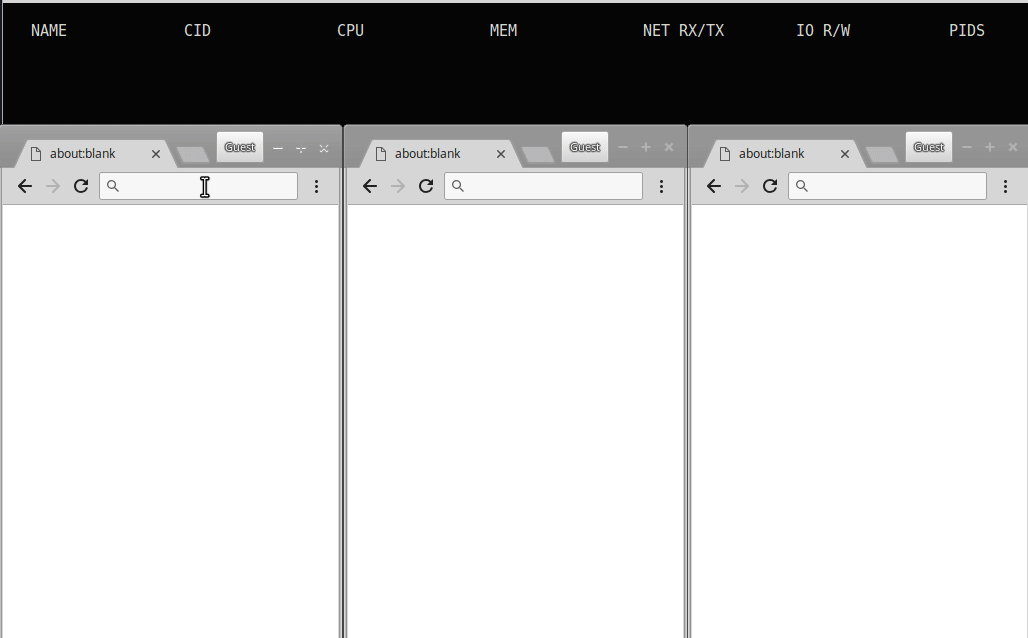 NAME CID CPU MEM NET RX/TX IO R/W PIDS
Guest Guest Guest
about:blank about:blank about:blank